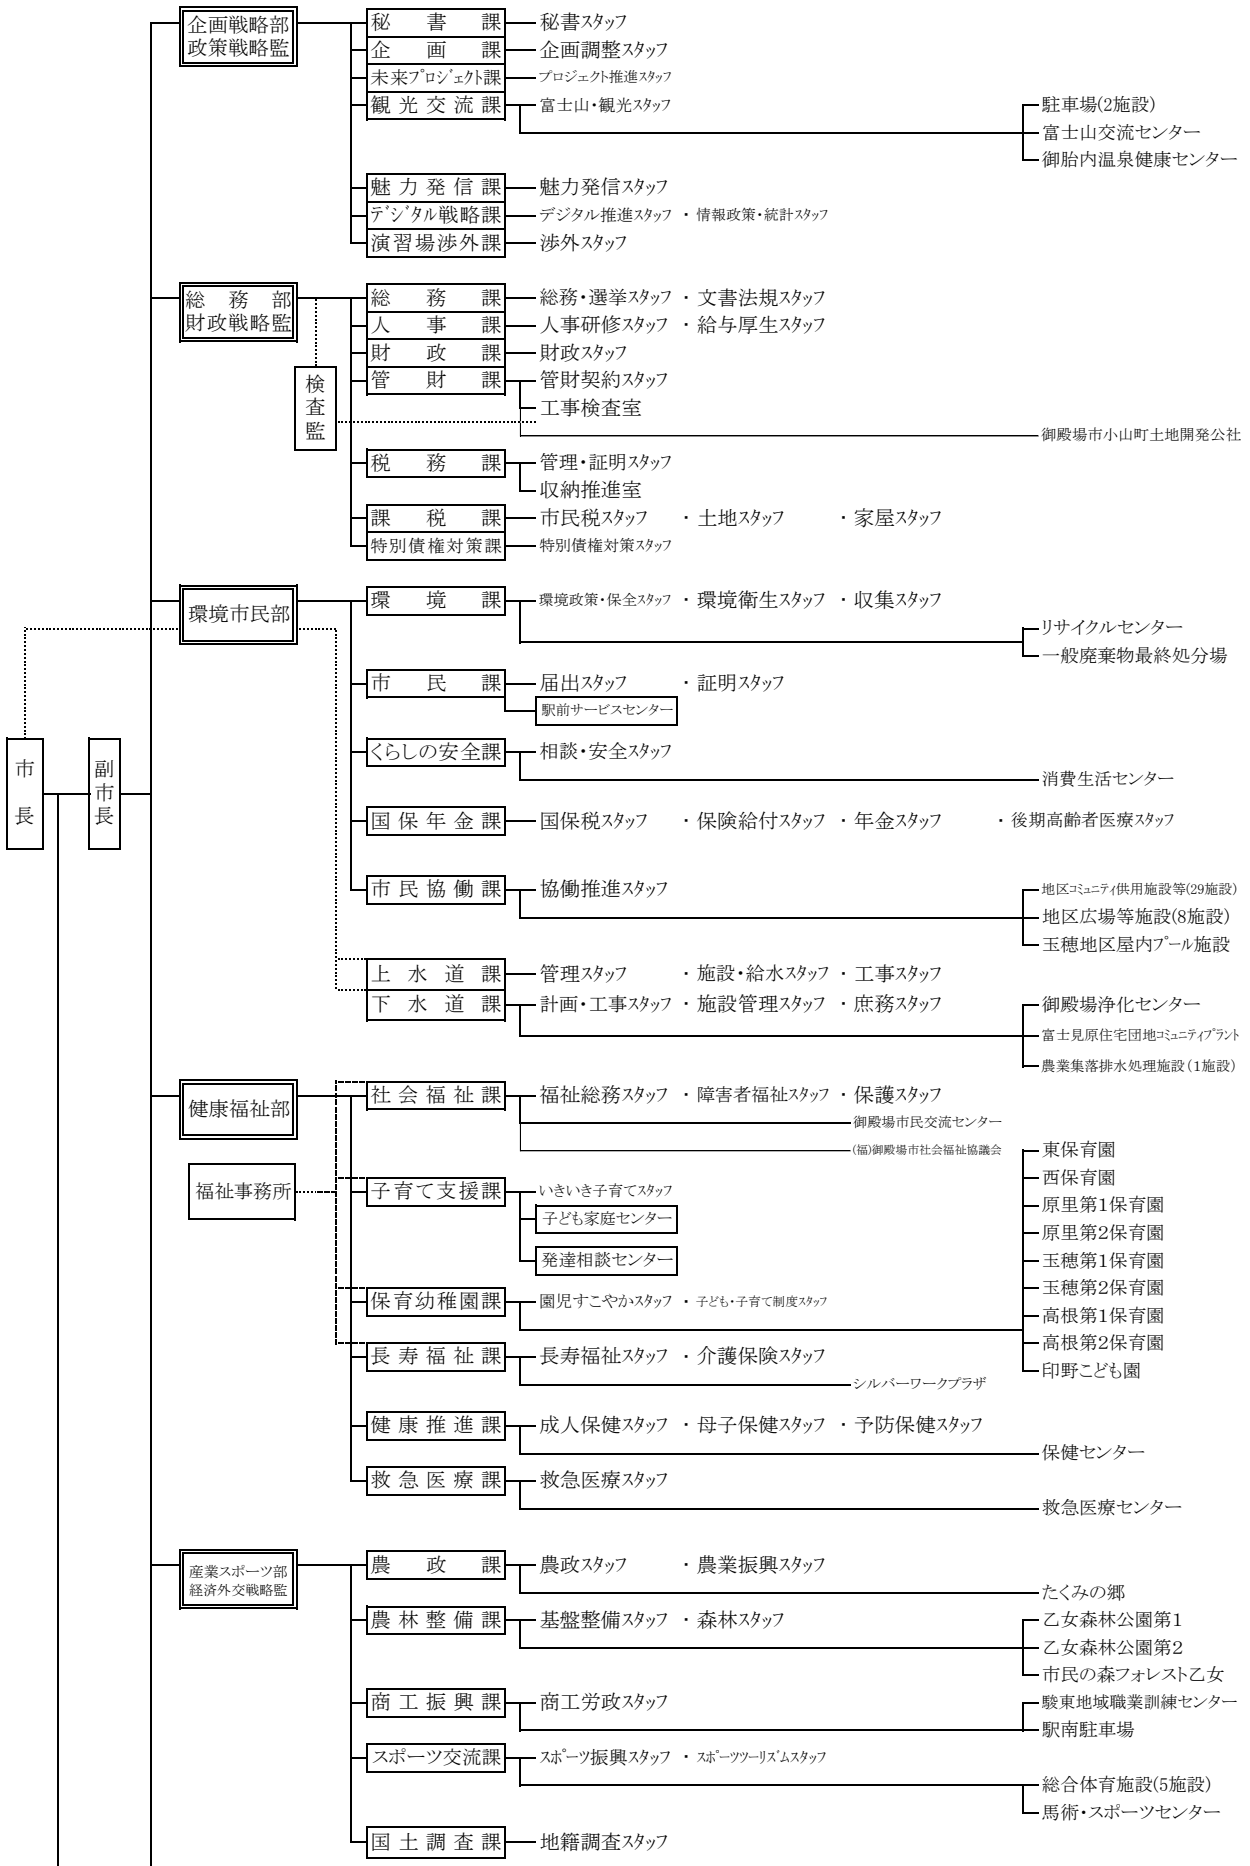 企画戦略部
政策戦略監
秘書課 秘書スタッフ
企画課 企画調整スタッフ
未来プロジェクト課 プロジェクト推進スタッフ
観光交流課 富士山・観光スタッフ
駐車場(2施設)
富士山交流センター
御胎内温泉健康センター
魅力発信課 魅力発信スタッフ
デジタル戦略課 デジタル推進スタッフ ・ 情報政策・統計スタッフ
演習場渉外課 渉外スタッフ
総務部
財政戦略監
検査監
総務課 総務・選挙スタッフ ・ 文書法規スタッフ
人事課 人事研修スタッフ ・ 給与厚生スタッフ
財政課 財政スタッフ
管財課 管財契約スタッフ
工事検査室
御殿場市小山町土地開発公社
税務課 管理・証明スタッフ
収納推進室
課税課 市民税スタッフ ・ 土地スタッフ ・ 家屋スタッフ
特別債権対策課 特別債権対策スタッフ
市長
副市長
環境市民部
環境課 環境政策・保全スタッフ ・ 環境衛生スタッフ ・ 収集スタッフ
リサイクルセンター
一般廃棄物最終処分場
市民課 届出スタッフ ・ 証明スタッフ
駅前サービスセンター
くらしの安全課 相談・安全スタッフ
消費生活センター
国保年金課 国保税スタッフ ・ 保険給付スタッフ ・ 年金スタッフ ・ 後期高齢者医療スタッフ
市民協働課 協働推進スタッフ
地区コミュニティ供用施設等(29施設)
地区広場等施設(8施設)
玉穂地区屋内プール施設
上水道課 管理スタッフ ・ 施設・給水スタッフ ・ 工事スタッフ
下水道課 計画・工事スタッフ ・ 施設管理スタッフ ・ 庶務スタッフ
御殿場浄化センター
富士見原住宅団地コミュニティプラント
農業集落排水処理施設(1施設)
健康福祉部
福祉事務所
社会福祉課 福祉総務スタッフ ・ 障害者福祉スタッフ ・ 保護スタッフ
御殿場市民交流センター
(福)御殿場市社会福祉協議会
子育て支援課 いきいき子育てスタッフ
子ども家庭センター
発達相談センター
保育幼稚園課 園児すこやかスタッフ ・ 子ども・子育て制度スタッフ
東保育園
西保育園
原里第1保育園
原里第2保育園
玉穂第1保育園
玉穂第2保育園
高根第1保育園
高根第2保育園
印野こども園
長寿福祉課 長寿福祉スタッフ ・ 介護保険スタッフ
シルバーワークプラザ
健康推進課 成人保健スタッフ ・ 母子保健スタッフ ・ 予防保健スタッフ
保健センター
救急医療課 救急医療スタッフ
救急医療センター
産業スポーツ部
経済外交戦略監
農政課 農政スタッフ ・ 農業振興スタッフ
たくみの郷
農林整備課 基盤整備スタッフ ・ 森林スタッフ
乙女森林公園第1
乙女森林公園第2
市民の森フォレスト乙女
商工振興課 商工労政スタッフ
駿東地域職業訓練センター
駅南駐車場
スポーツ交流課 スポーツ振興スタッフ ・ スポーツツーリズムスタッフ
総合体育施設(5施設)
馬術・スポーツセンター
国土調査課 地籍調査スタッフ